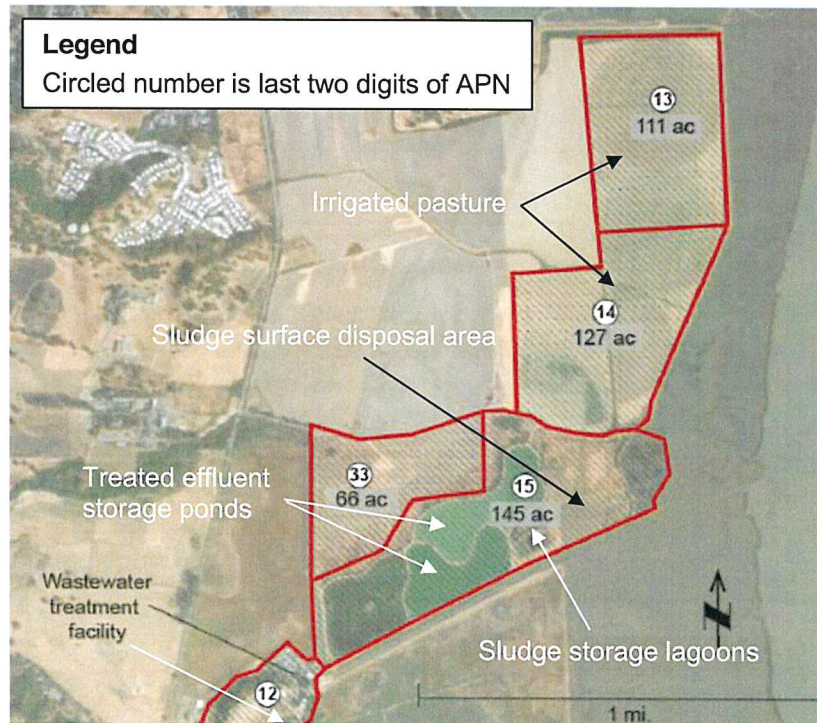 Legend
Circled number is last two digits of APN
13
111 ac
Irrigated pasture
14
127 ac
Sludge surface disposal area
33
66 ac
Treated effluent
storage ponds
15
145 ac
Wastewater
treatment
facility
Sludge storage lagoons
N
12
1 mi.